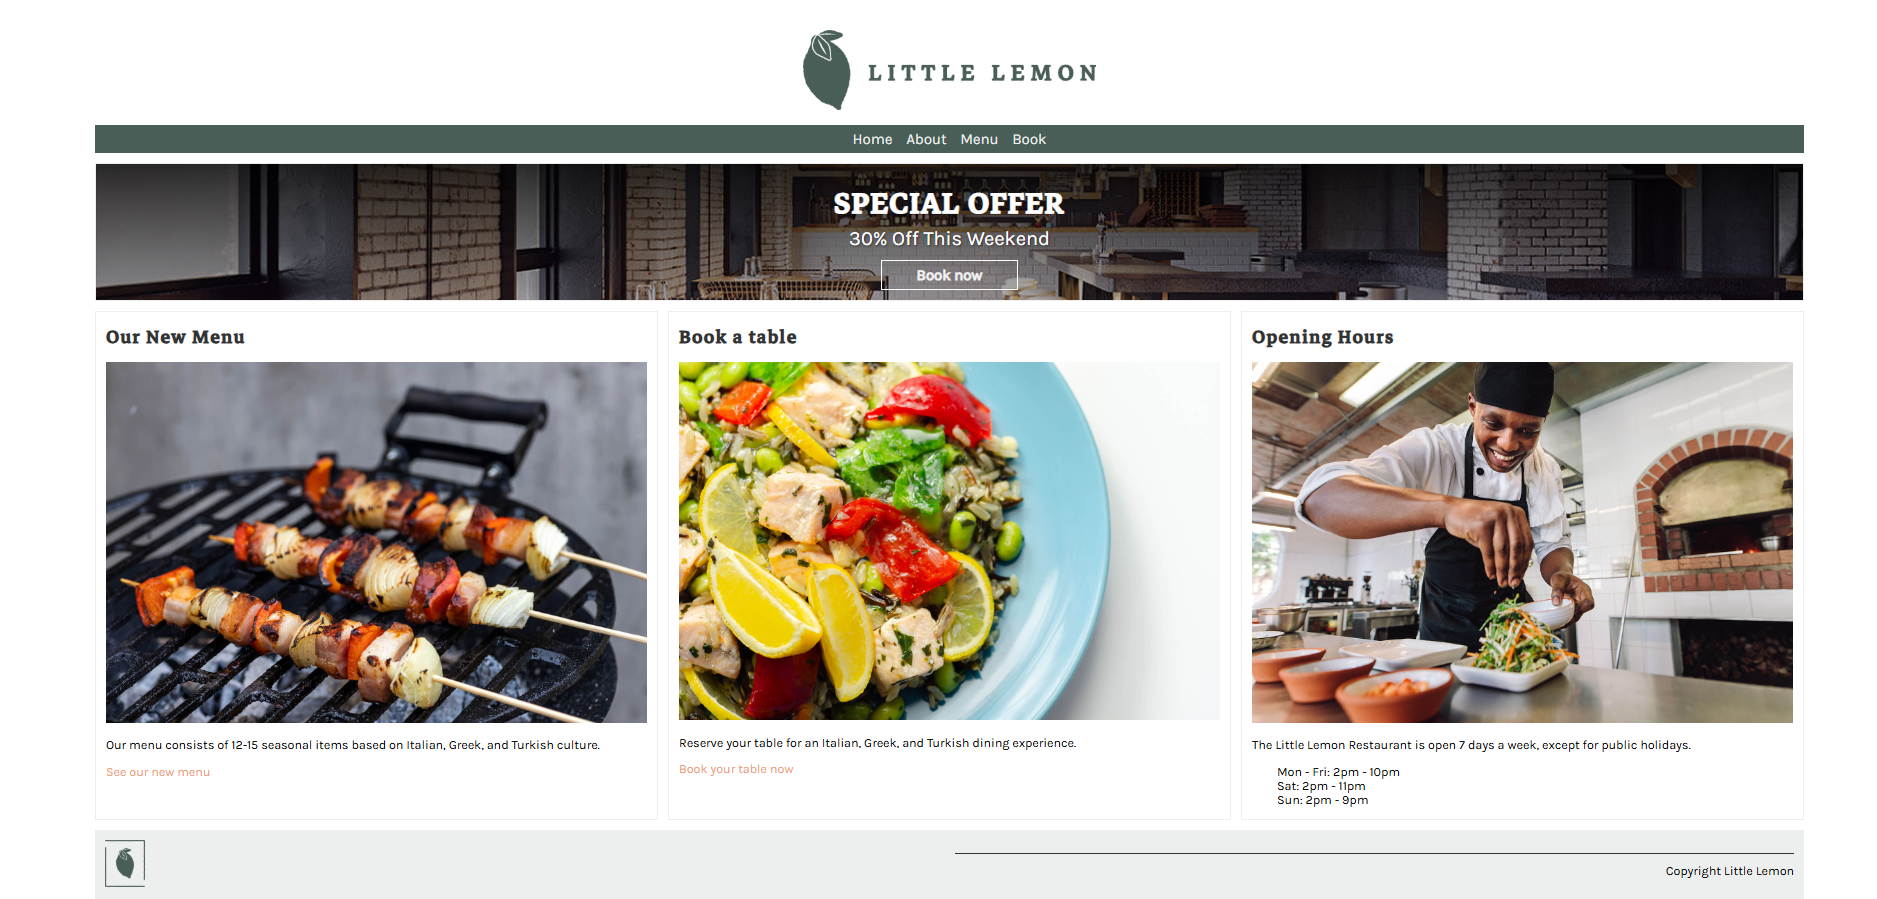 LITTLE LEMON
Home About Menu Book
SPECIAL OFFER
30% Off This Weekend
Book now
Our New Menu
Our menu consists of 12-15 seasonal items based on Italian, Greek, and Turkish culture.
See our new menu
Book a table
Reserve your table for an Italian, Greek, and Turkish dining experience.
Book your table now
Opening Hours
The Little Lemon Restaurant is open 7 days a week, except for public holidays.
Mon - Fri: 2pm - 10pm
Sat: 2pm - 11pm
Sun: 2pm - 9pm
Copyright Little Lemon